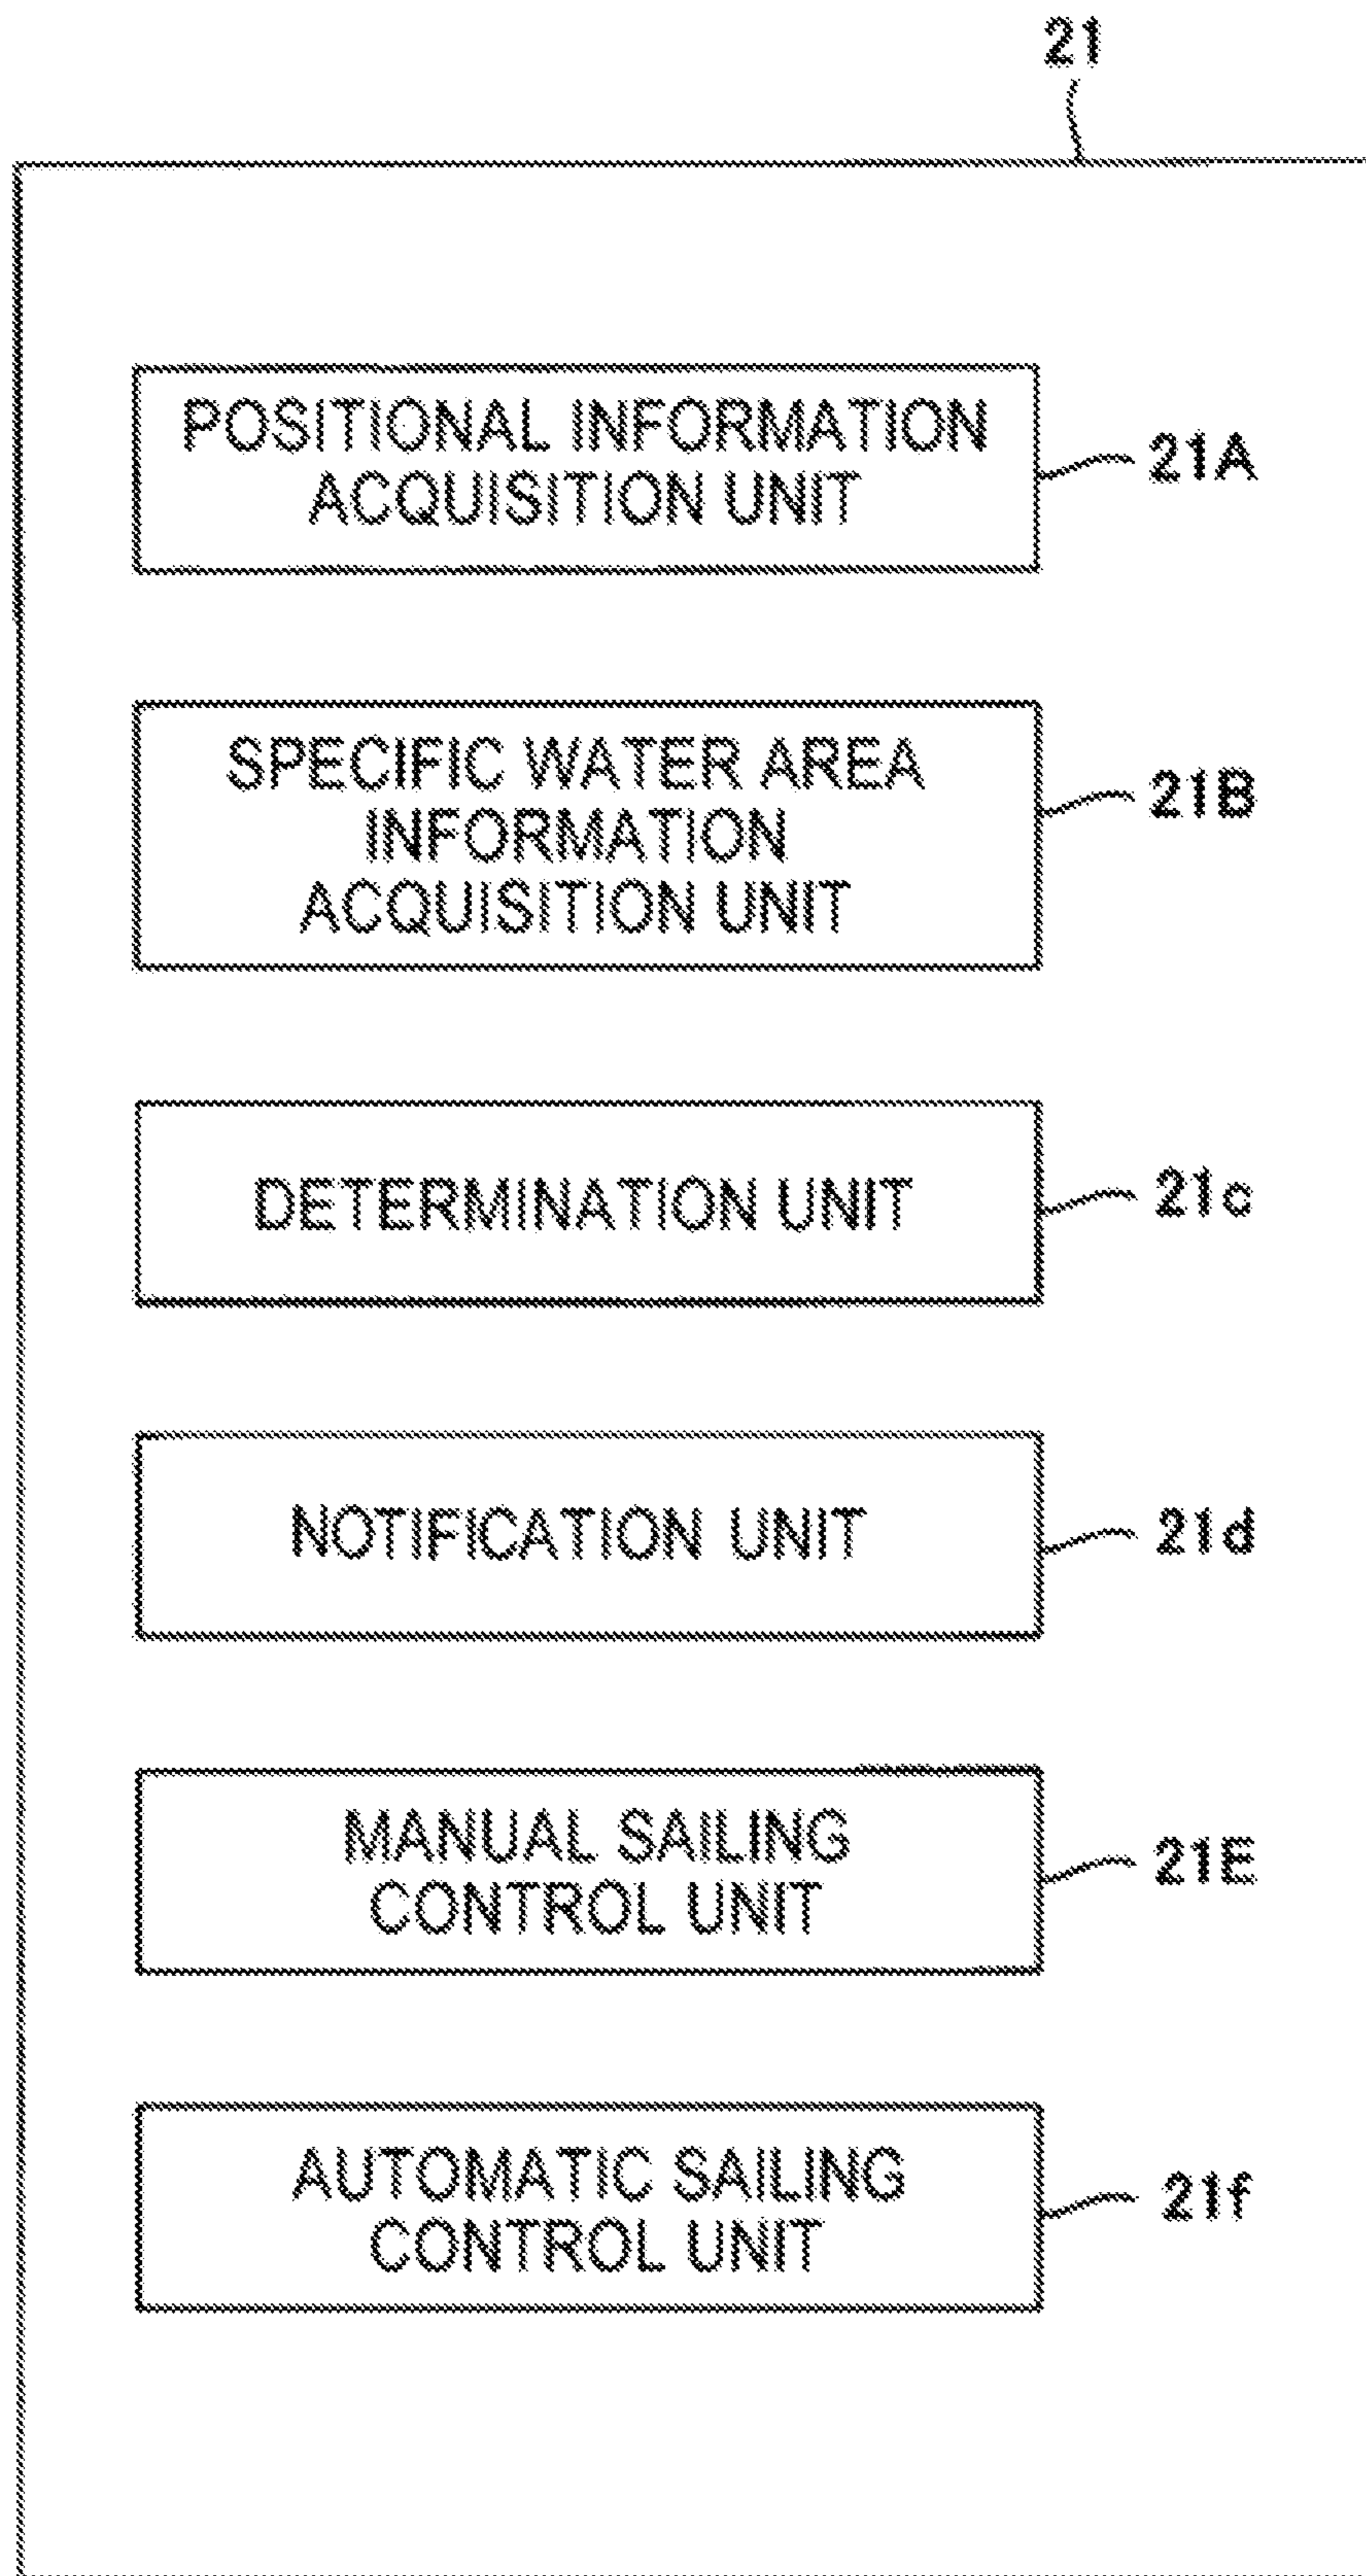 21
POSITIONAL INFORMATION
ACQUISITION UNIT
21A
SPECIFIC WATER AREA
INFORMATION
ACQUISITION UNIT
21B
DETERMINATION UNIT
21c
NOTIFICATION UNIT
21d
MANUAL SAILING
CONTROL UNIT
21E
AUTOMATIC SAILING
CONTROL UNIT
21f